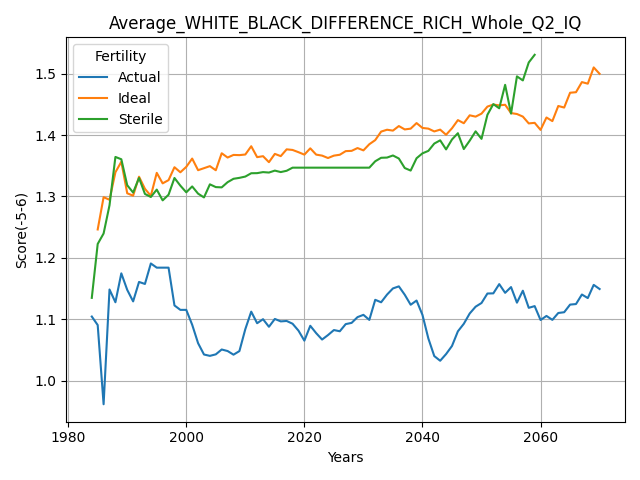 Average_WHITE_BLACK_DIFFERENCE_RICH_Whole_Q2_IQ
Fertility
Actual
Ideal
Sterile
Score(-5-6)
1.5
1.4
1.3
1.2
1.1
1.0
1980
2000
2020
2040
2060
Years